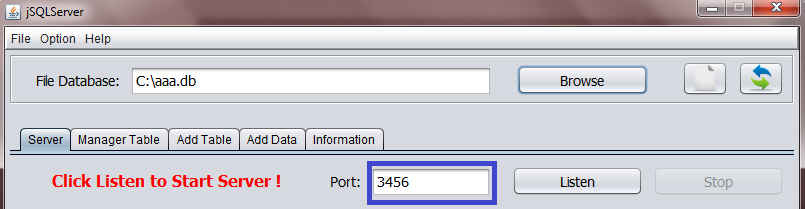 jSQLServer
File Option Help
File Database: C:\aaa.db Browse
Server Manager Table Add Table Add Data Information
Click Listen to Start Server ! Port: 3456 Listen Stop